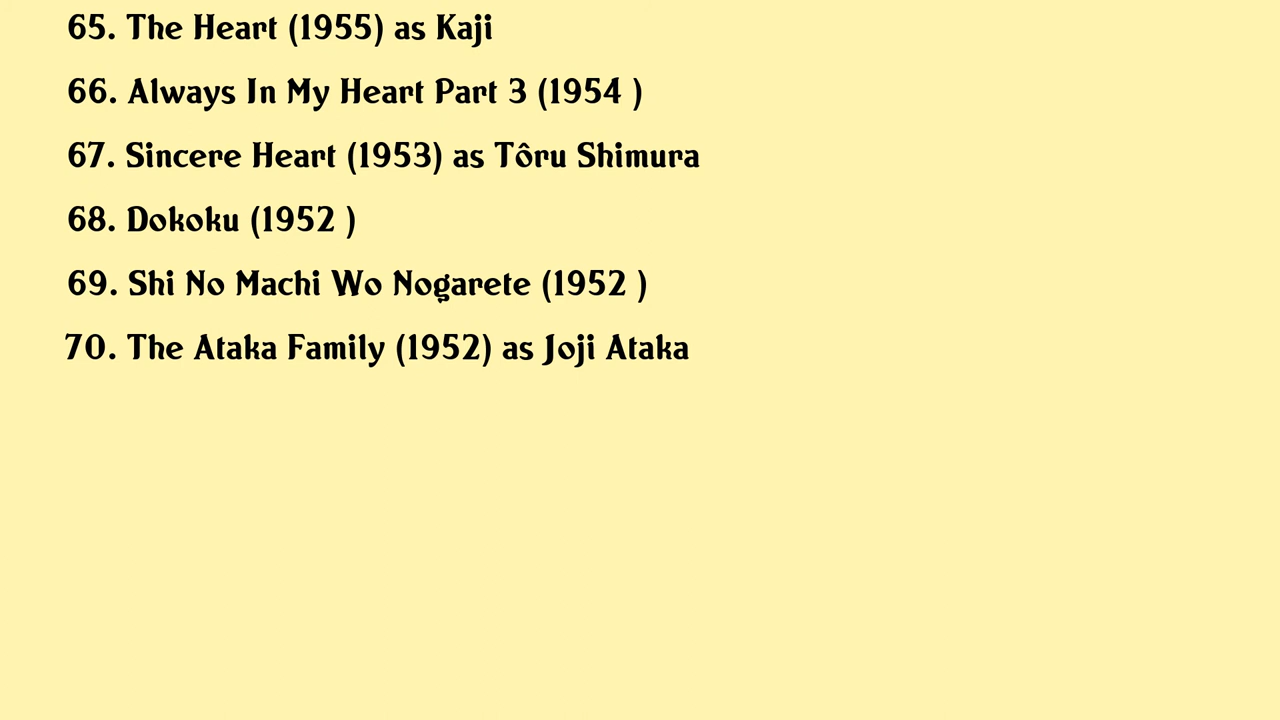 65. The Heart (1955) as Kaji
66. Always In My Heart Part 3 (1954 )
67. Sincere Heart (1953) as Tôru Shimura
68. Dokoku (1952 )
69. Shi No Machi Wo Nogarete (1952 )
70. The Ataka Family (1952) as Joji Ataka